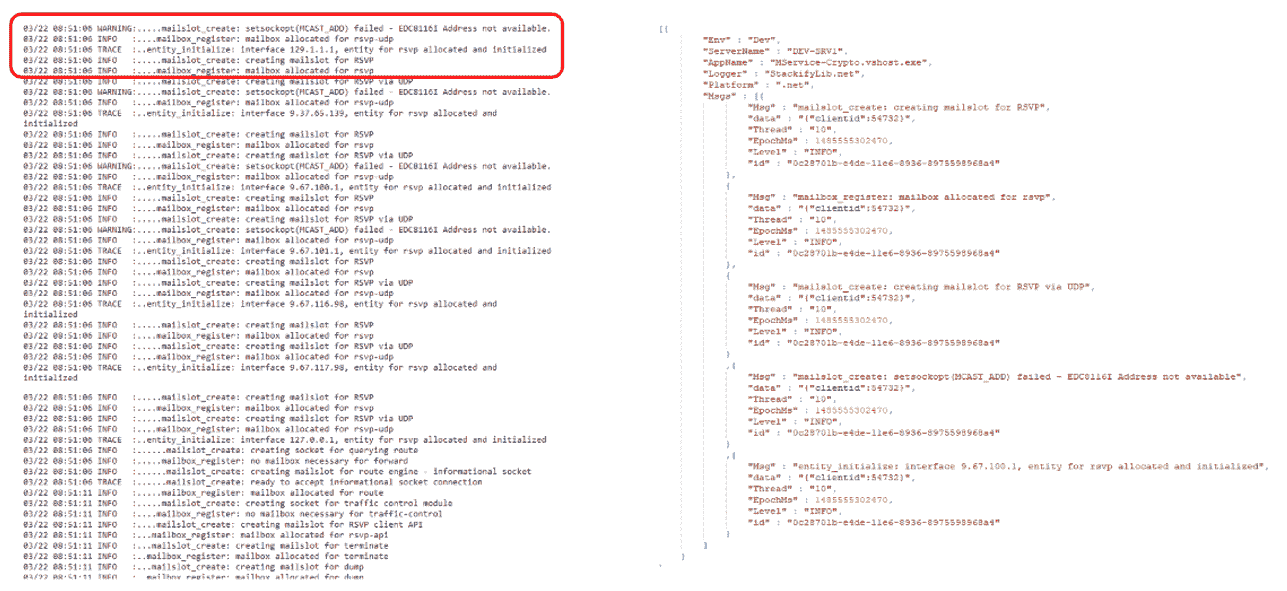 03/22 08:51:06 WARNING:.....mailslot_create: setsockopt(MCAST_ADD) failed - EDC8116I Address not available.
03/22 08:51:06 INFO   :....mailbox_register: mailbox allocated for rsvp-udp
03/22 08:51:06 TRACE  :..entity_initialize: interface 129.1.1.1, entity for rsvp allocated and initialized
03/22 08:51:06 INFO   :.....mailslot_create: creating mailslot for RSVP
03/22 08:51:06 INFO   :....mailbox_register: mailbox allocated for rsvp
03/22 08:51:06 INFO   :.....mailslot_create: creating mailslot for RSVP via UDP
03/22 08:51:06 WARNING:.....mailslot_create: setsockopt(MCAST_ADD) failed - EDC8116I Address not available.
03/22 08:51:06 INFO   :....mailbox_register: mailbox allocated for rsvp-udp
03/22 08:51:06 TRACE  :..entity_initialize: interface 9.37.65.139, entity for rsvp allocated and
initialized
03/22 08:51:06 INFO   :.....mailslot_create: creating mailslot for RSVP
03/22 08:51:06 INFO   :....mailbox_register: mailbox allocated for rsvp
03/22 08:51:06 INFO   :.....mailslot_create: creating mailslot for RSVP via UDP
03/22 08:51:06 WARNING:.....mailslot_create: setsockopt(MCAST_ADD) failed - EDC8116I Address not available.
03/22 08:51:06 INFO   :....mailbox_register: mailbox allocated for rsvp-udp
03/22 08:51:06 TRACE  :..entity_initialize: interface 9.67.100.1, entity for rsvp allocated and initialized
03/22 08:51:06 INFO   :.....mailslot_create: creating mailslot for RSVP
03/22 08:51:06 INFO   :....mailbox_register: mailbox allocated for rsvp
03/22 08:51:06 INFO   :.....mailslot_create: creating mailslot for RSVP via UDP
03/22 08:51:06 WARNING:.....mailslot_create: setsockopt(MCAST_ADD) failed - EDC8116I Address not available.
03/22 08:51:06 INFO   :....mailbox_register: mailbox allocated for rsvp-udp
03/22 08:51:06 TRACE  :..entity_initialize: interface 9.67.101.1, entity for rsvp allocated and initialized
03/22 08:51:06 INFO   :.....mailslot_create: creating mailslot for RSVP
03/22 08:51:06 INFO   :....mailbox_register: mailbox allocated for rsvp
03/22 08:51:06 INFO   :.....mailslot_create: creating mailslot for RSVP via UDP
03/22 08:51:06 INFO   :....mailbox_register: mailbox allocated for rsvp-udp
03/22 08:51:06 TRACE  :..entity_initialize: interface 9.67.116.98, entity for rsvp allocated and
initialized
03/22 08:51:06 INFO   :.....mailslot_create: creating mailslot for RSVP
03/22 08:51:06 INFO   :....mailbox_register: mailbox allocated for rsvp
03/22 08:51:06 INFO   :.....mailslot_create: creating mailslot for RSVP via UDP
03/22 08:51:06 INFO   :....mailbox_register: mailbox allocated for rsvp-udp
03/22 08:51:06 TRACE  :..entity_initialize: interface 9.67.117.98, entity for rsvp allocated and
initialized
03/22 08:51:06 INFO   :.....mailslot_create: creating mailslot for RSVP
03/22 08:51:06 INFO   :....mailbox_register: mailbox allocated for rsvp
03/22 08:51:06 INFO   :.....mailslot_create: creating mailslot for RSVP via UDP
03/22 08:51:06 INFO   :....mailbox_register: mailbox allocated for rsvp-udp
03/22 08:51:06 TRACE  :..entity_initialize: interface 127.0.0.1, entity for rsvp allocated and initialized
03/22 08:51:06 INFO   :......mailslot_create: creating socket for querying route
03/22 08:51:06 INFO   :.....mailbox_register: no mailbox necessary for forward
03/22 08:51:06 INFO   :......mailslot_create: creating mailslot for route engine - informational socket
03/22 08:51:06 TRACE  :......mailslot_create: ready to accept informational socket connection
03/22 08:51:11 INFO   :.....mailbox_register: mailbox allocated for route
03/22 08:51:11 INFO   :.....mailslot_create: creating socket for traffic control module
03/22 08:51:11 INFO   :....mailbox_register: no mailbox necessary for traffic-control
03/22 08:51:11 INFO   :....mailslot_create: creating mailslot for RSVP client API
03/22 08:51:11 INFO   :...mailbox_register: mailbox allocated for rsvp-api
03/22 08:51:11 INFO   :...mailslot_create: creating mailslot for terminate
03/22 08:51:11 INFO   :..mailbox_register: mailbox allocated for terminate
03/22 08:51:11 INFO   :...mailslot_create: creating mailslot for dump
03/22 08:51:11 INFO   :..mailbox_register: mailbox allocated for dump
[{
"Env" : "Dev",
"ServerName" : "DEV-SRV1",
"AppName" : "MService-Crypto.vshost.exe",
"Logger" : "StackifyLib.net",
"Platform" : ".net",
"Msgs" : [{
"Msg" : "mailslot_create: creating mailslot for RSVP",
"data" : "{"clientid":54732}",
"Thread" : "10",
"EpochMs" : 1485555302470,
"Level" : "INFO",
"id" : "0c28701b-e4de-11e6-8936-8975598968a4"
},
{
"Msg" : "mailbox_register: mailbox allocated for rsvp",
"data" : "{"clientid":54732}",
"Thread" : "10",
"EpochMs" : 1485555302470,
"Level" : "INFO",
"id" : "0c28701b-e4de-11e6-8936-8975598968a4"
},
{
"Msg" : "mailslot_create: creating mailslot for RSVP via UDP",
"data" : "{"clientid":54732}",
"Thread" : "10",
"EpochMs" : 1485555302470,
"Level" : "INFO",
"id" : "0c28701b-e4de-11e6-8936-8975598968a4"
}
,{
"Msg" : "mailslot_create: setsockopt(MCAST_ADD) failed - EDC8116I Address not available",
"data" : "{"clientid":54732}",
"Thread" : "10",
"EpochMs" : 1485555302470,
"Level" : "INFO",
"id" : "0c28701b-e4de-11e6-8936-8975598968a4"
}
,{
"Msg" : "entity_initialize: interface 9.67.100.1, entity for rsvp allocated and initialized",
"data" : "{"clientid":54732}",
"Thread" : "10",
"EpochMs" : 1485555302470,
"Level" : "INFO",
"id" : "0c28701b-e4de-11e6-8936-8975598968a4"
}
]
}